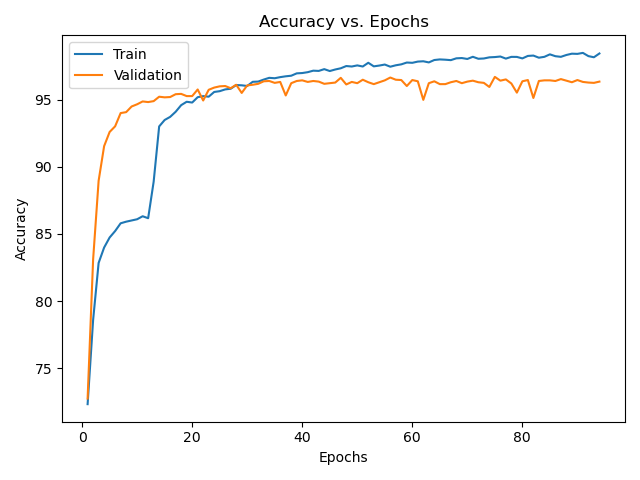 Accuracy vs. Epochs
Train
Validation
95
90
85
80
75
Accuracy
0 20 40 60 80
Epochs